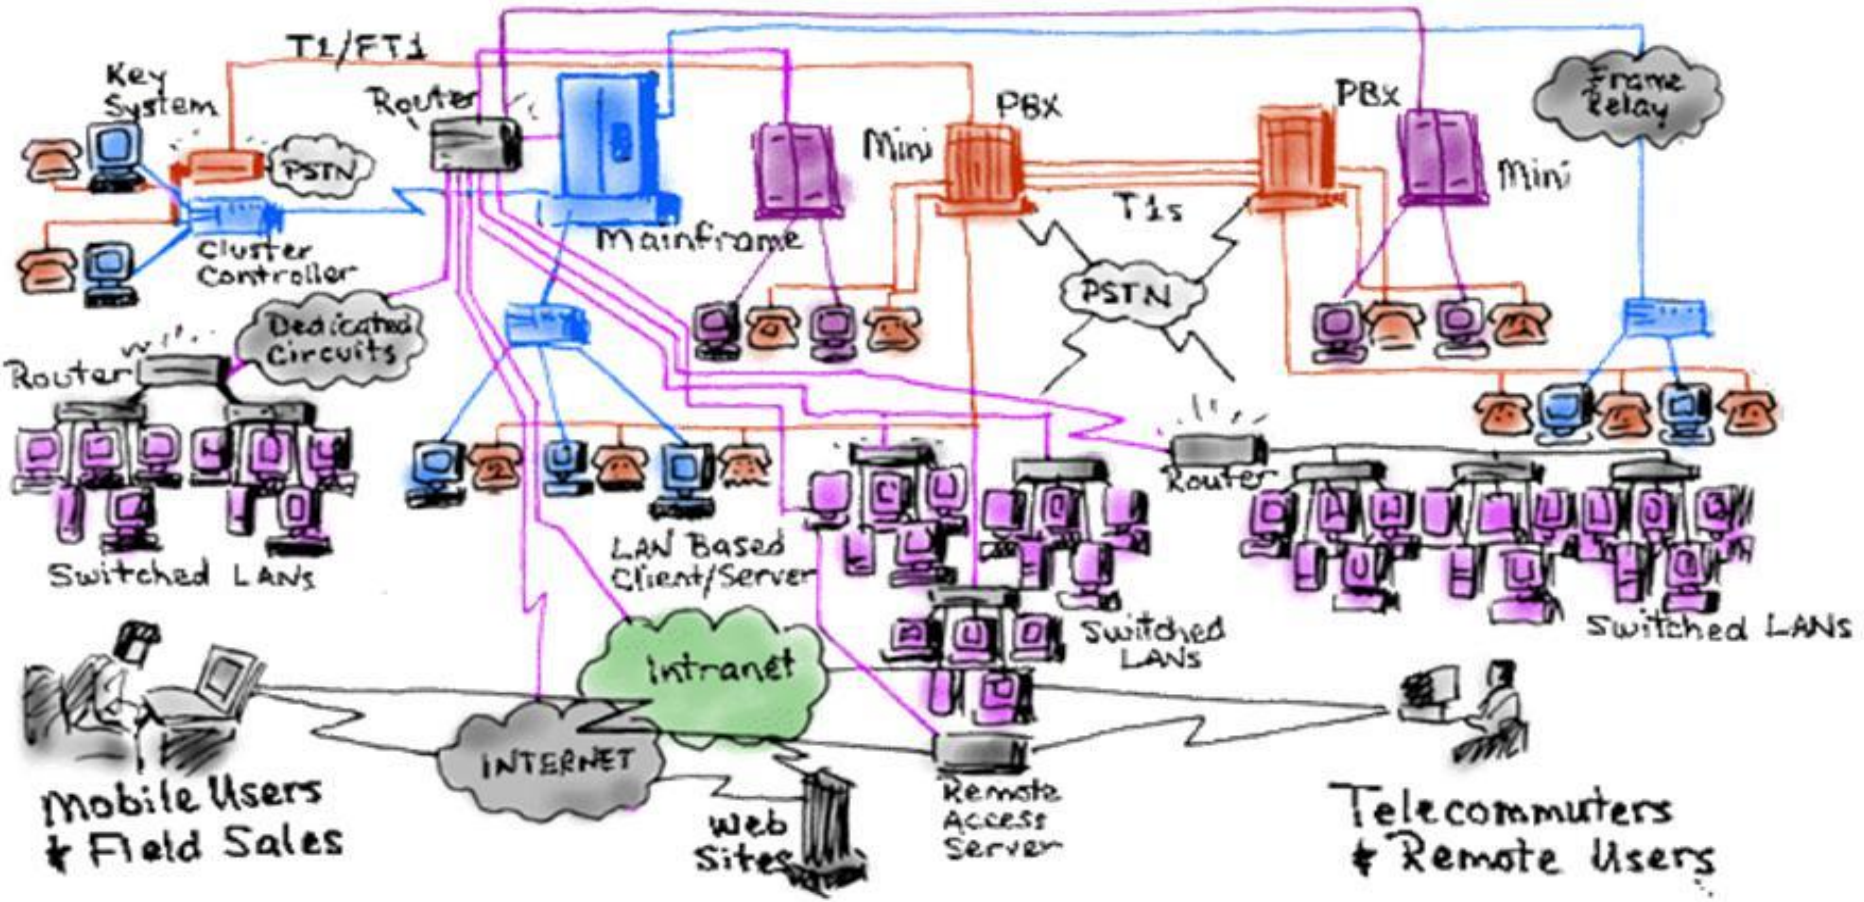 T1/FT1
Key
System
Router
PBX
PBX
Frame
Relay
PSTN
Mini
Mini
T1s
Mainframe
Cluster
Controller
PSTN
Dedicated
Circuits
Router
Router
LAN Based
Client/Server
Switched LANs
Switched
LANs
Switched LANs
Intranet
INTERNET
Mobile Users
& Field Sales
Web
Sites
Remote
Access
Server
Telecommuters
& Remote Users